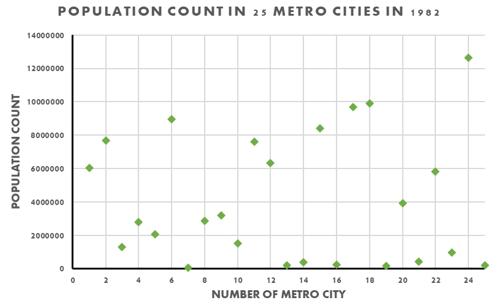 POPULATION COUNT IN 25 METRO CITIES IN 1982
14000000
12000000
10000000
8000000
6000000
4000000
2000000
0
POPULATION COUNT
0 2 4 6 8 10 12 14 16 18 20 22 24
NUMBER OF METRO CITY